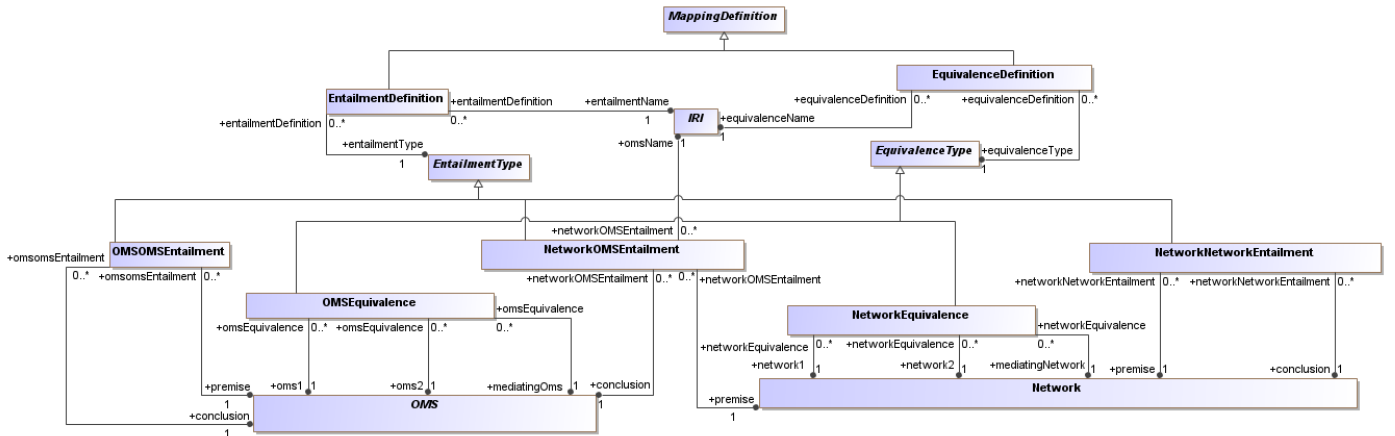 MappingDefinition
EquivalenceDefinition
EntailmentDefinition
+entailmentDefinition
+entailmentName
+equivalenceDefinition
0..*
+equivalenceDefinition
0..*
0..*
1
IRI
+equivalenceName
1
+entailmentDefinition
0..*
+omsName
1
+entailmentType
1
EntailmentType
EquivalenceType
+equivalenceType
1
+networkOMSEntailment
0..*
OMSOMSEntailment
NetworkOMSEntailment
NetworkNetworkEntailment
+omsomsEntailment
0..*
+omsomsEntailment
0..*
+networkOMSEntailment
0..*
0..*
+networkOMSEntailment
+networkNetworkEntailment
0..*
+networkNetworkEntailment
0..*
OMSEquivalence
+omsEquivalence
0..*
NetworkEquivalence
+networkEquivalence
0..*
+omsEquivalence
0..*
+omsEquivalence
0..*
+networkEquivalence
0..*
+networkEquivalence
0..*
+network1
1
+network2
1
+mediatingNetwork
1
+premise
1
+conclusion
1
+premise
1
+oms1
1
+oms2
1
+mediatingOms
1
+conclusion
1
Network
OMS
+premise
1
+conclusion
1